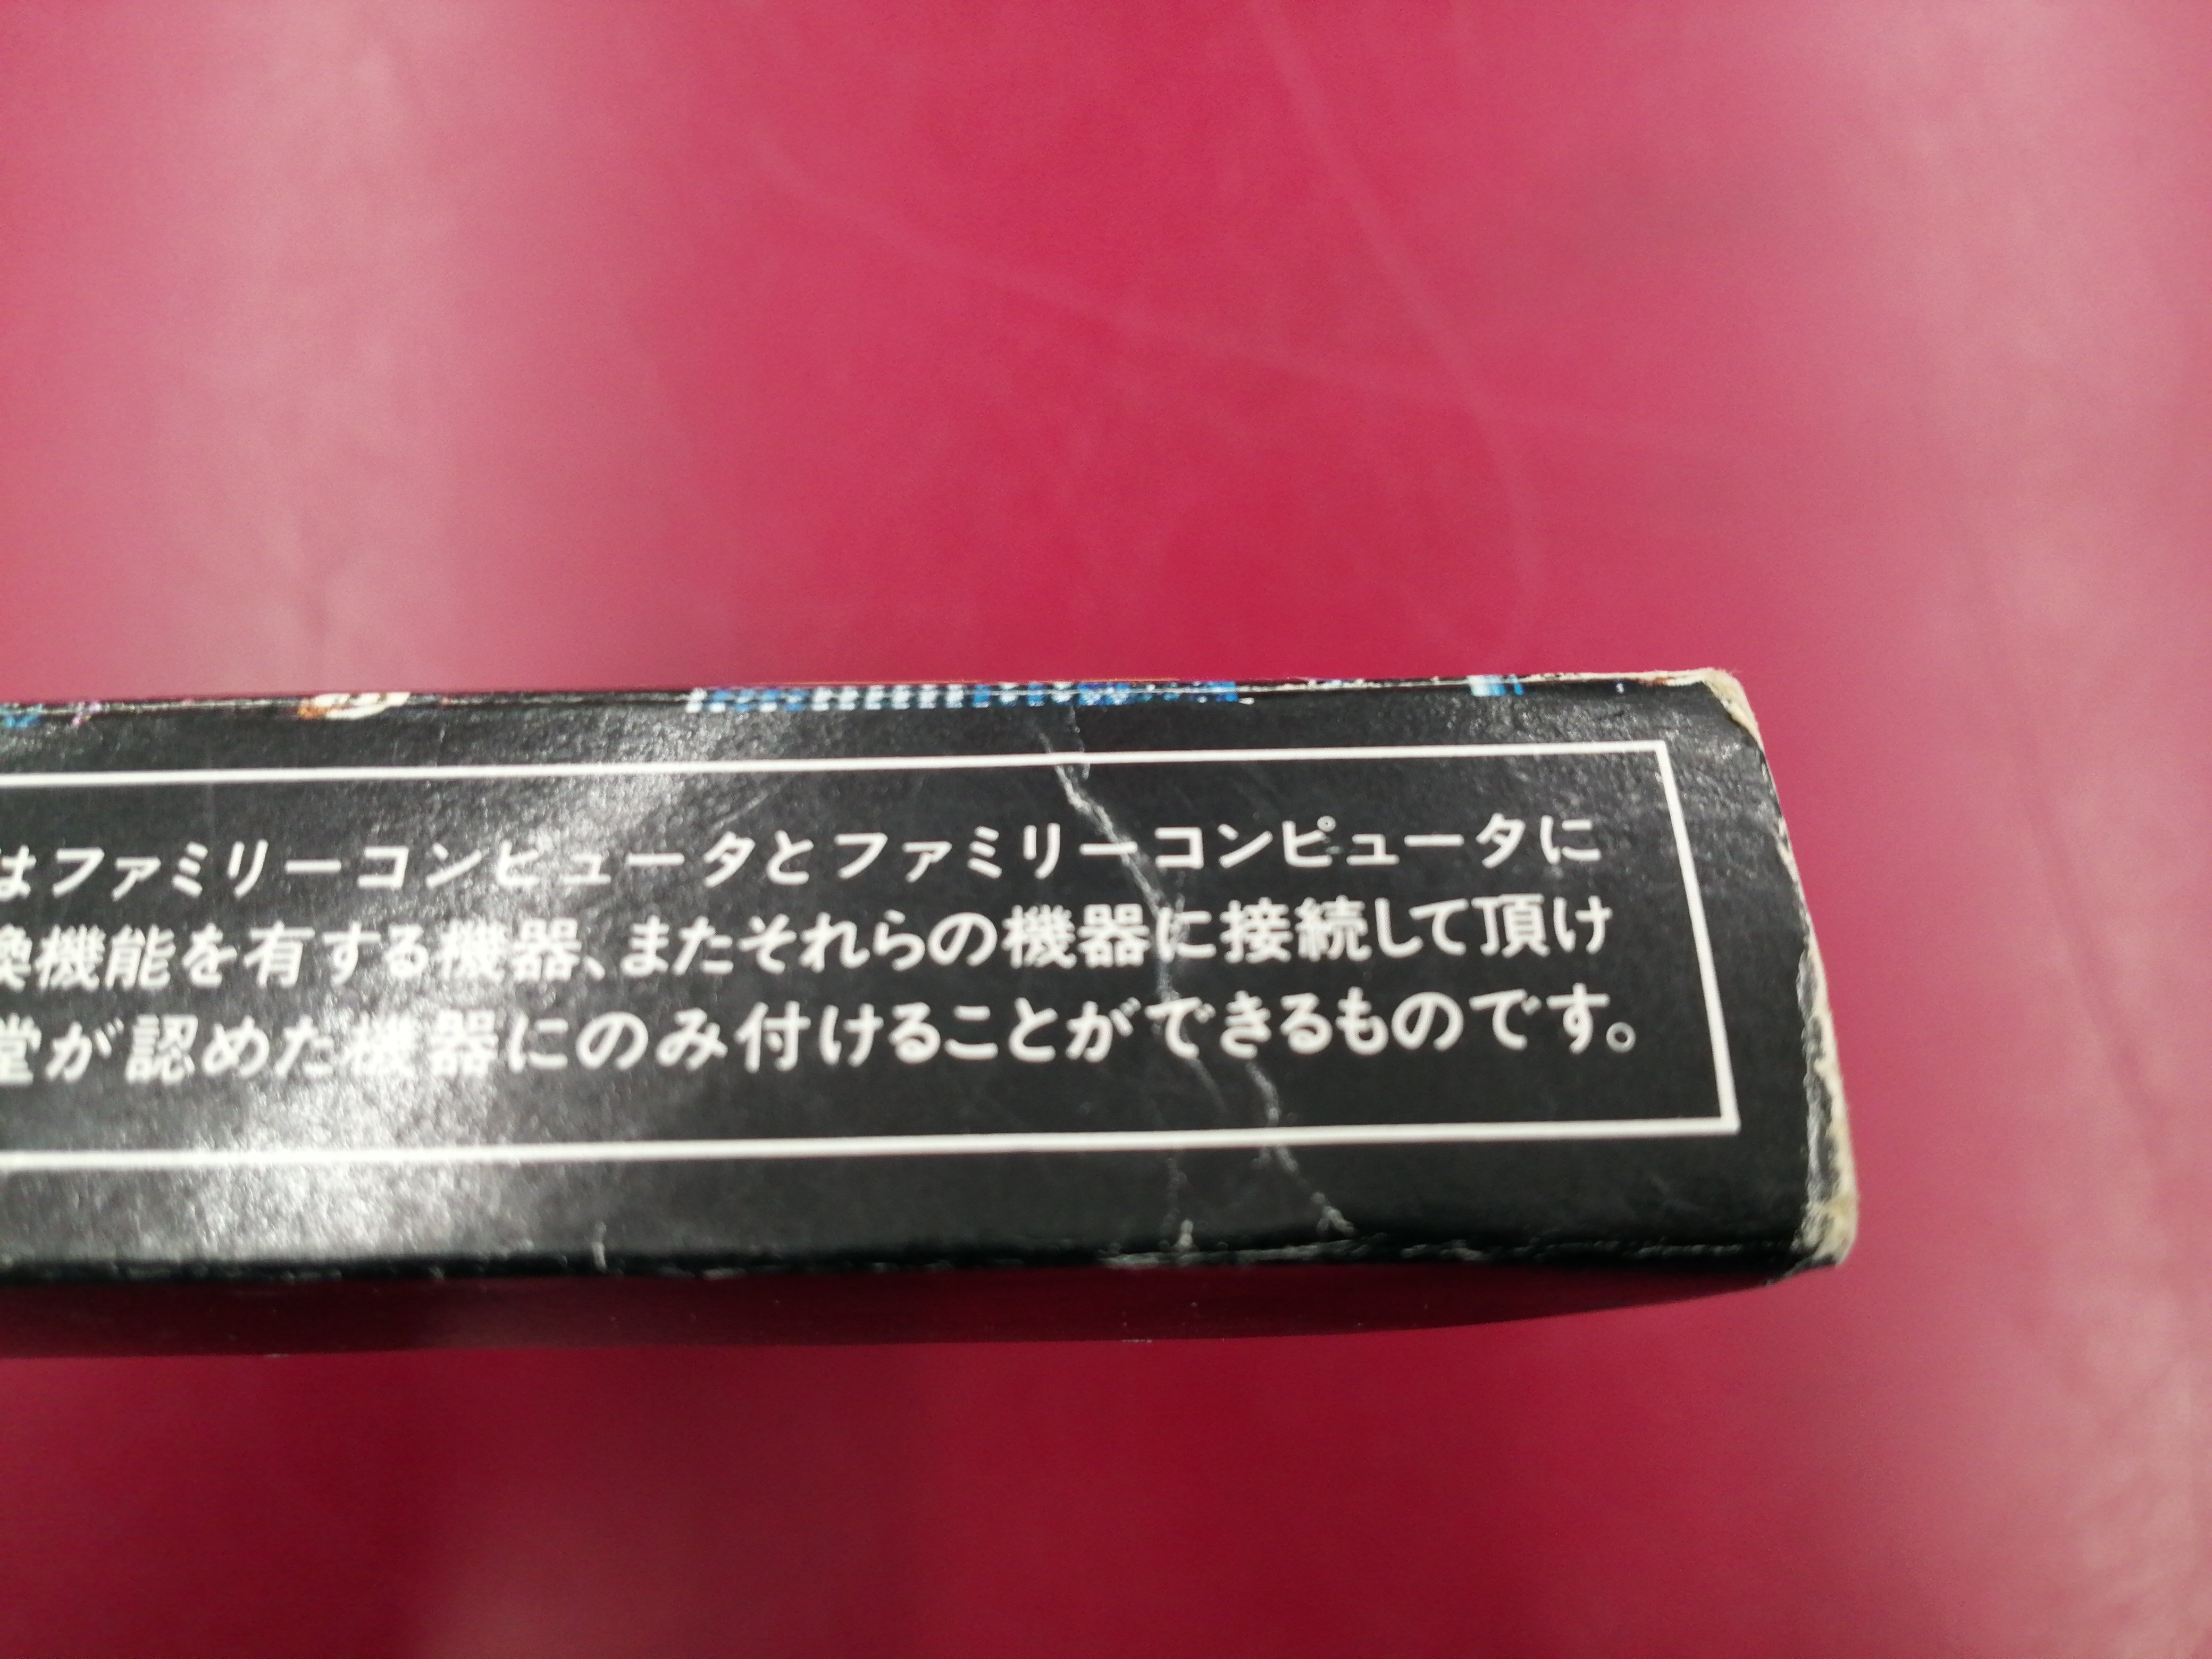 はファミリーコンピュータとファミリーコンピュータに
換機能を有する機器、またそれらの機器に接続して頂け
堂が認めた機器にのみ付けることができるものです。